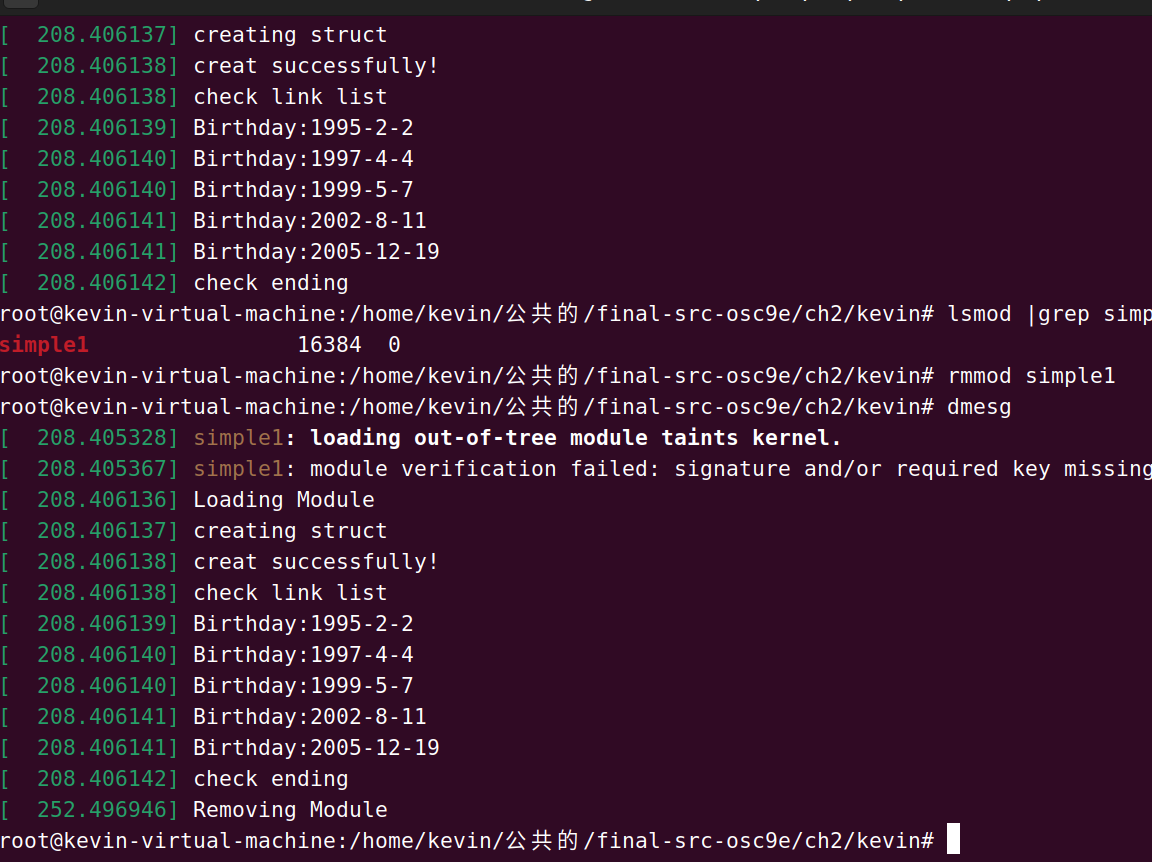 [  208.406137] creating struct
[  208.406138] creat successfully!
[  208.406138] check link list
[  208.406139] Birthday:1995-2-2
[  208.406140] Birthday:1997-4-4
[  208.406140] Birthday:1999-5-7
[  208.406141] Birthday:2002-8-11
[  208.406141] Birthday:2005-12-19
[  208.406142] check ending
root@kevin-virtual-machine:/home/kevin/公共的/final-src-osc9e/ch2/kevin# lsmod |grep simp
simple1                16384  0
root@kevin-virtual-machine:/home/kevin/公共的/final-src-osc9e/ch2/kevin# rmmod simple1
root@kevin-virtual-machine:/home/kevin/公共的/final-src-osc9e/ch2/kevin# dmesg
[  208.405328] simple1: loading out-of-tree module taints kernel.
[  208.405367] simple1: module verification failed: signature and/or required key missing
[  208.406136] Loading Module
[  208.406137] creating struct
[  208.406138] creat successfully!
[  208.406138] check link list
[  208.406139] Birthday:1995-2-2
[  208.406140] Birthday:1997-4-4
[  208.406140] Birthday:1999-5-7
[  208.406141] Birthday:2002-8-11
[  208.406141] Birthday:2005-12-19
[  208.406142] check ending
[  252.496946] Removing Module
root@kevin-virtual-machine:/home/kevin/公共的/final-src-osc9e/ch2/kevin#